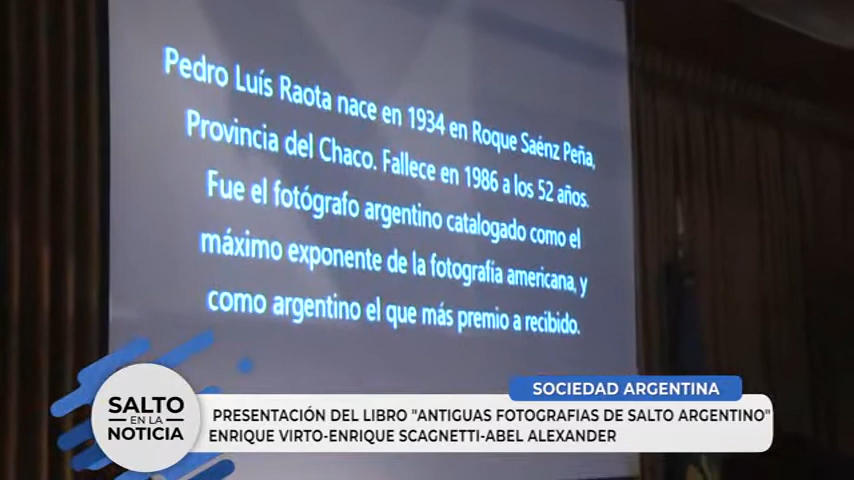 Pedro Luís Raota nace en 1934 en Roque Saénz Peña,
Provincia del Chaco. Fallece en 1986 a los 52 años.
Fue el fotógrafo argentino catalogado como el
máximo exponente de la fotografía americana, y
como argentino el que más premio a recibido.
SOCIEDAD ARGENTINA
SALTO
EN LA
NOTICIA
PRESENTACIÓN DEL LIBRO "ANTIGUAS FOTOGRAFIAS DE SALTO ARGENTINO"
ENRIQUE VIRTO-ENRIQUE SCAGNETTI-ABEL ALEXANDER